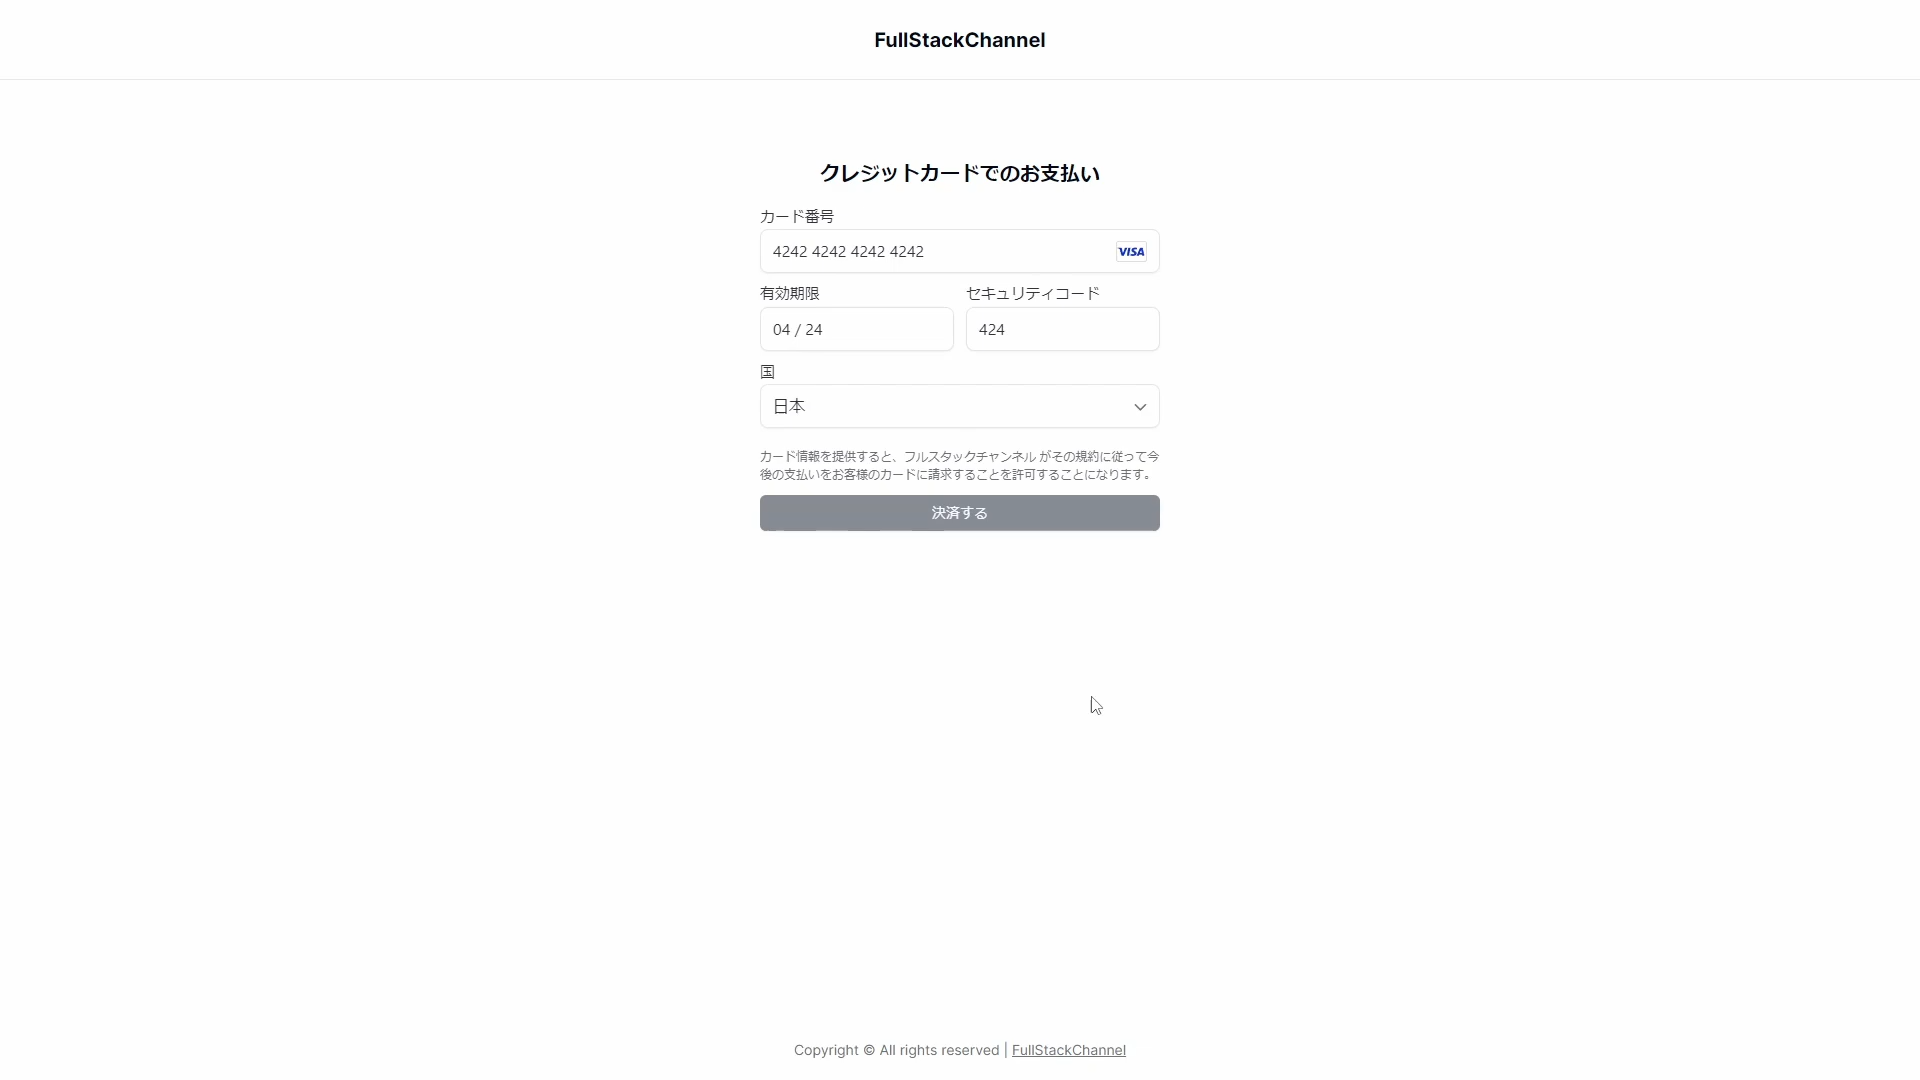 FullStackChannel
クレジットカードでのお支払い
カード番号
4242 4242 4242 4242 VISA
有効期限 セキュリティコード
04 / 24 424
国
日本
カード情報を提供すると、フルスタックチャンネル がその規約に従って今
後の支払いをお客様のカードに請求することを許可することになります。
決済する
Copyright © All rights reserved | FullStackChannel